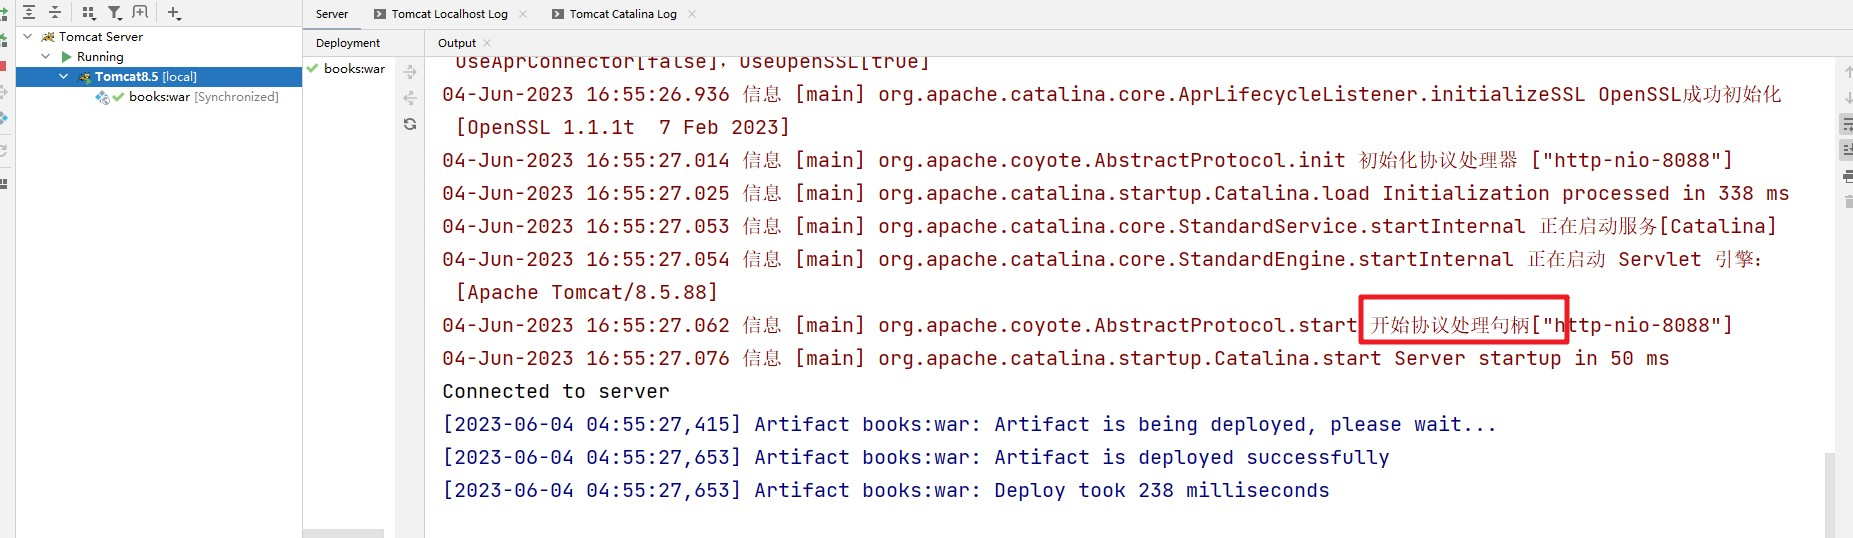 Server Tomcat Localhost Log Tomcat Catalina Log
Tomcat Server
Running
Tomcat8.5 [local]
books:war [Synchronized]
Deployment
books:war
Output
UseAprConnector[false], UseOpenSSL[true]
04-Jun-2023 16:55:26.936 信息 [main] org.apache.catalina.core.AprLifecycleListener.initializeSSL OpenSSL成功初始化
[OpenSSL 1.1.1t  7 Feb 2023]
04-Jun-2023 16:55:27.014 信息 [main] org.apache.coyote.AbstractProtocol.init 初始化协议处理器 ["http-nio-8088"]
04-Jun-2023 16:55:27.025 信息 [main] org.apache.catalina.startup.Catalina.load Initialization processed in 338 ms
04-Jun-2023 16:55:27.053 信息 [main] org.apache.catalina.core.StandardService.startInternal 正在启动服务[Catalina]
04-Jun-2023 16:55:27.054 信息 [main] org.apache.catalina.core.StandardEngine.startInternal 正在启动 Servlet 引擎：
[Apache Tomcat/8.5.88]
04-Jun-2023 16:55:27.062 信息 [main] org.apache.coyote.AbstractProtocol.start 开始协议处理句柄["http-nio-8088"]
04-Jun-2023 16:55:27.076 信息 [main] org.apache.catalina.startup.Catalina.start Server startup in 50 ms
Connected to server
[2023-06-04 04:55:27,415] Artifact books:war: Artifact is being deployed, please wait...
[2023-06-04 04:55:27,653] Artifact books:war: Artifact is deployed successfully
[2023-06-04 04:55:27,653] Artifact books:war: Deploy took 238 milliseconds